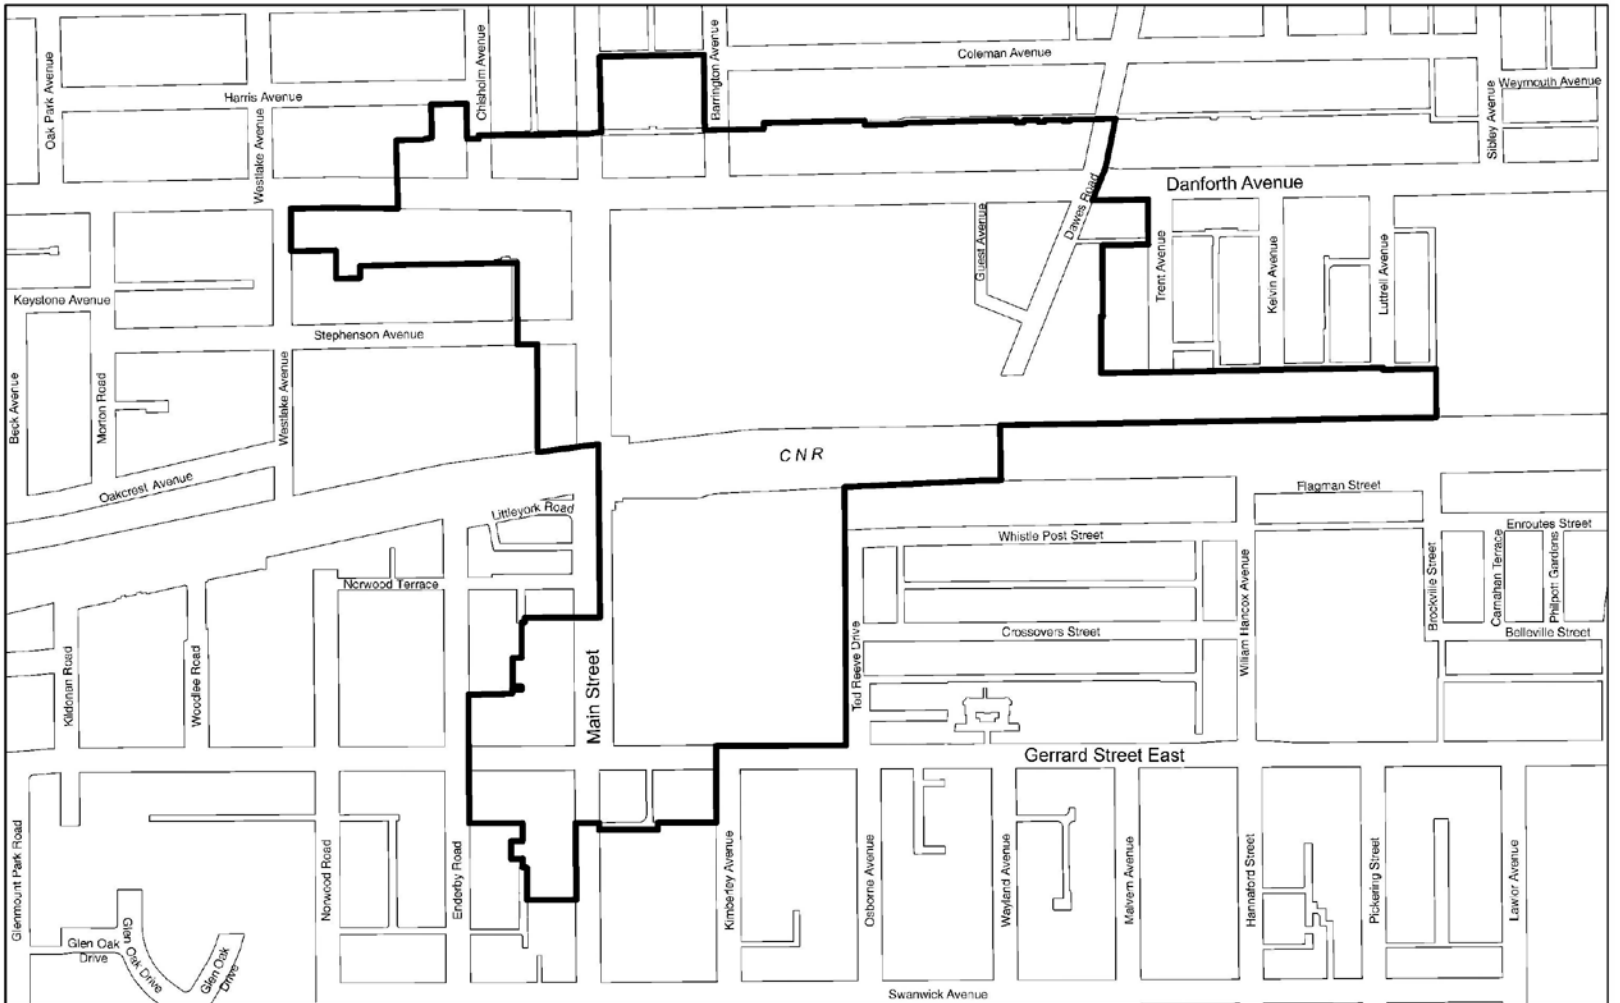 Coleman Avenue
Weymouth Avenue
Oak Park Avenue
Harris Avenue
Westlake Avenue
Chisholm Avenue
Barrington Avenue
Sibley Avenue
Danforth Avenue
Guest Avenue
Dawes Road
Trent Avenue
Kelvin Avenue
Luttrell Avenue
Keystone Avenue
Stephenson Avenue
Beck Avenue
Morton Road
Westlake Avenue
CNR
Oakcrest Avenue
Littleyork Road
Flagman Street
Enroutes Street
Whistle Post Street
Norwood Terrace
William Hancox Avenue
Brockville Street
Carnahan Terrace
Philpott Gardens
Crossovers Street
Belleville Street
Kildonan Road
Woodlee Road
Main Street
Ted Reeve Drive
Gerrard Street East
Glenmount Park Road
Norwood Road
Enderby Road
Kimberley Avenue
Osborne Avenue
Wayland Avenue
Malvern Avenue
Hannaford Street
Pickering Street
Lawlor Avenue
Glen Oak
Drive
Glen Oak Drive
Glen Oak
Drive
Swanwick Avenue